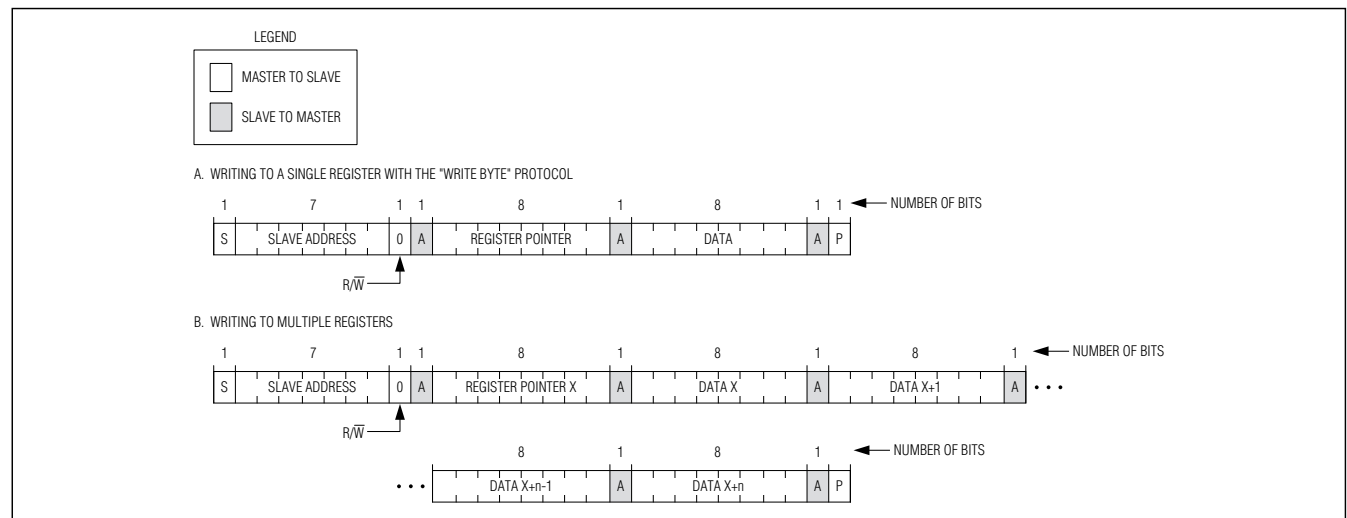 LEGEND
MASTER TO SLAVE
SLAVE TO MASTER
A. WRITING TO A SINGLE REGISTER WITH THE "WRITE BYTE" PROTOCOL
1 7 1 1 8 1 8 1 1 NUMBER OF BITS
S SLAVE ADDRESS 0 A REGISTER POINTER A DATA A P
R/W̅
B. WRITING TO MULTIPLE REGISTERS
1 7 1 1 8 1 8 1 8 1 NUMBER OF BITS
S SLAVE ADDRESS 0 A REGISTER POINTER X A DATA X A DATA X+1 A • • •
R/W̅
8 1 8 1 NUMBER OF BITS
• • • DATA X+n-1 A DATA X+n A P